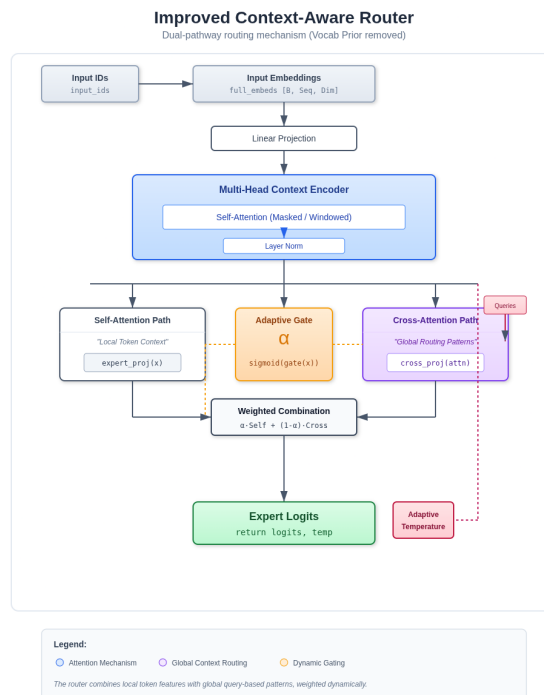 Improved Context-Aware Router
Dual-pathway routing mechanism (Vocab Prior removed)
Input IDs
input_ids
Input Embeddings
full_embeds [B, Seq, Dim]
Linear Projection
Multi-Head Context Encoder
Self-Attention (Masked / Windowed)
Layer Norm
Queries
Self-Attention Path
"Local Token Context"
expert_proj(x)
Adaptive Gate
α
sigmoid(gate(x))
Cross-Attention Path
"Global Routing Patterns"
cross_proj(attn)
Weighted Combination
α·Self + (1-α)·Cross
Expert Logits
return logits, temp
Adaptive
Temperature
Legend:
Attention Mechanism
Global Context Routing
Dynamic Gating
The router combines local token features with global query-based patterns, weighted dynamically.